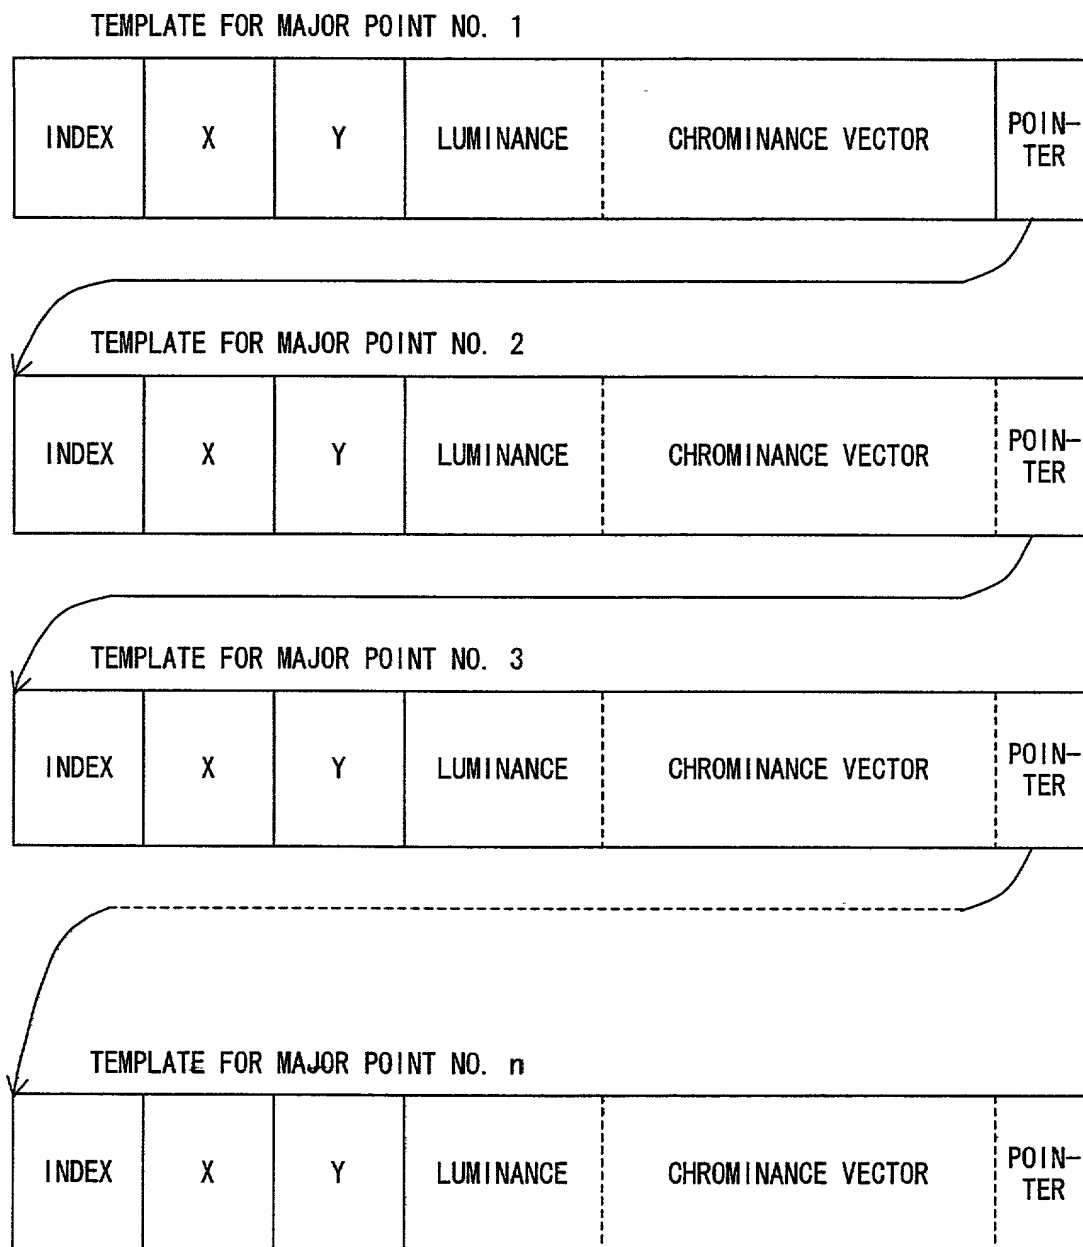 TEMPLATE FOR MAJOR POINT NO. 1
INDEX X Y LUMINANCE CHROMINANCE VECTOR POIN-
TER
TEMPLATE FOR MAJOR POINT NO. 2
INDEX X Y LUMINANCE CHROMINANCE VECTOR POIN-
TER
TEMPLATE FOR MAJOR POINT NO. 3
INDEX X Y LUMINANCE CHROMINANCE VECTOR POIN-
TER
TEMPLATE FOR MAJOR POINT NO. n
INDEX X Y LUMINANCE CHROMINANCE VECTOR POIN-
TER